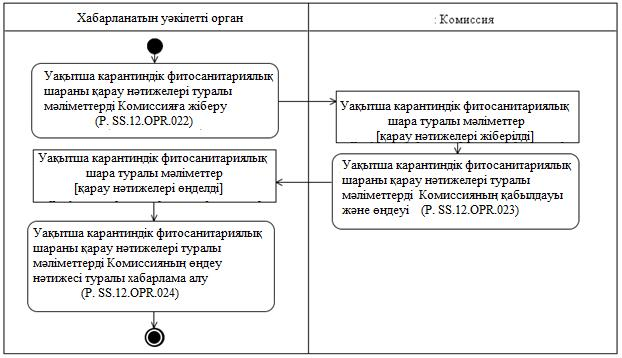 Хабарланатын уәкілетті орган
: Комиссия
Уақытша карантиндік фитосанитариялық
шараны қарау нәтижелері туралы
мәліметтерді Комиссияға жіберу
(P. SS.12.OPR.022)
Уақытша карантиндік фитосанитариялық
шара туралы мәліметтер
[қарау нәтижелері жіберілді]
Уақытша карантиндік фитосанитариялық
шараны қарау нәтижелері туралы
мәліметтерді Комиссияның қабылдауы
және өңдеуі (P. SS.12.OPR.023)
Уақытша карантиндік фитосанитариялық
шара туралы мәліметтер
[қарау нәтижелері өңделді]
Уақытша карантиндік фитосанитариялық
шараны қарау нәтижелері туралы
мәліметтерді Комиссияның өңдеу
нәтижесі туралы хабарлама алу
(P. SS.12.OPR.024)